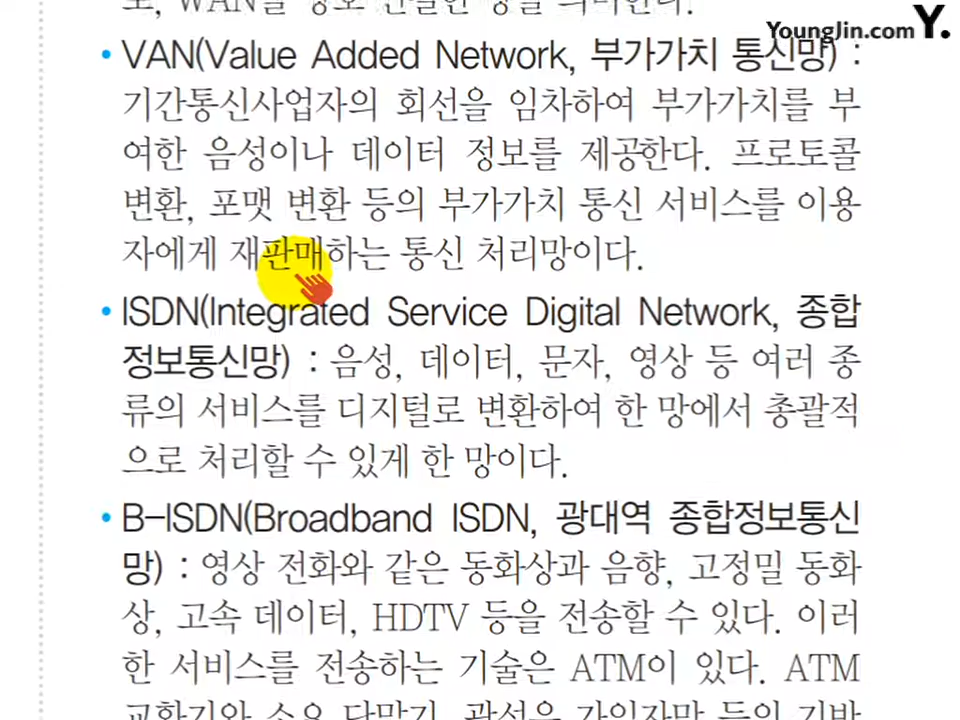 YoungJin.com Y.
• VAN(Value Added Network, 부가가치 통신망) :
기간통신사업자의 회선을 임차하여 부가가치를 부
여한 음성이나 데이터 정보를 제공한다. 프로토콜
변환, 포맷 변환 등의 부가가치 통신 서비스를 이용
자에게 재판매하는 통신 처리망이다.
• ISDN(Integrated Service Digital Network, 종합
정보통신망) : 음성, 데이터, 문자, 영상 등 여러 종
류의 서비스를 디지털로 변환하여 한 망에서 총괄적
으로 처리할 수 있게 한 망이다.
• B-ISDN(Broadband ISDN, 광대역 종합정보통신
망) : 영상 전화와 같은 동화상과 음향, 고정밀 동화
상, 고속 데이터, HDTV 등을 전송할 수 있다. 이러
한 서비스를 전송하는 기술은 ATM이 있다. ATM